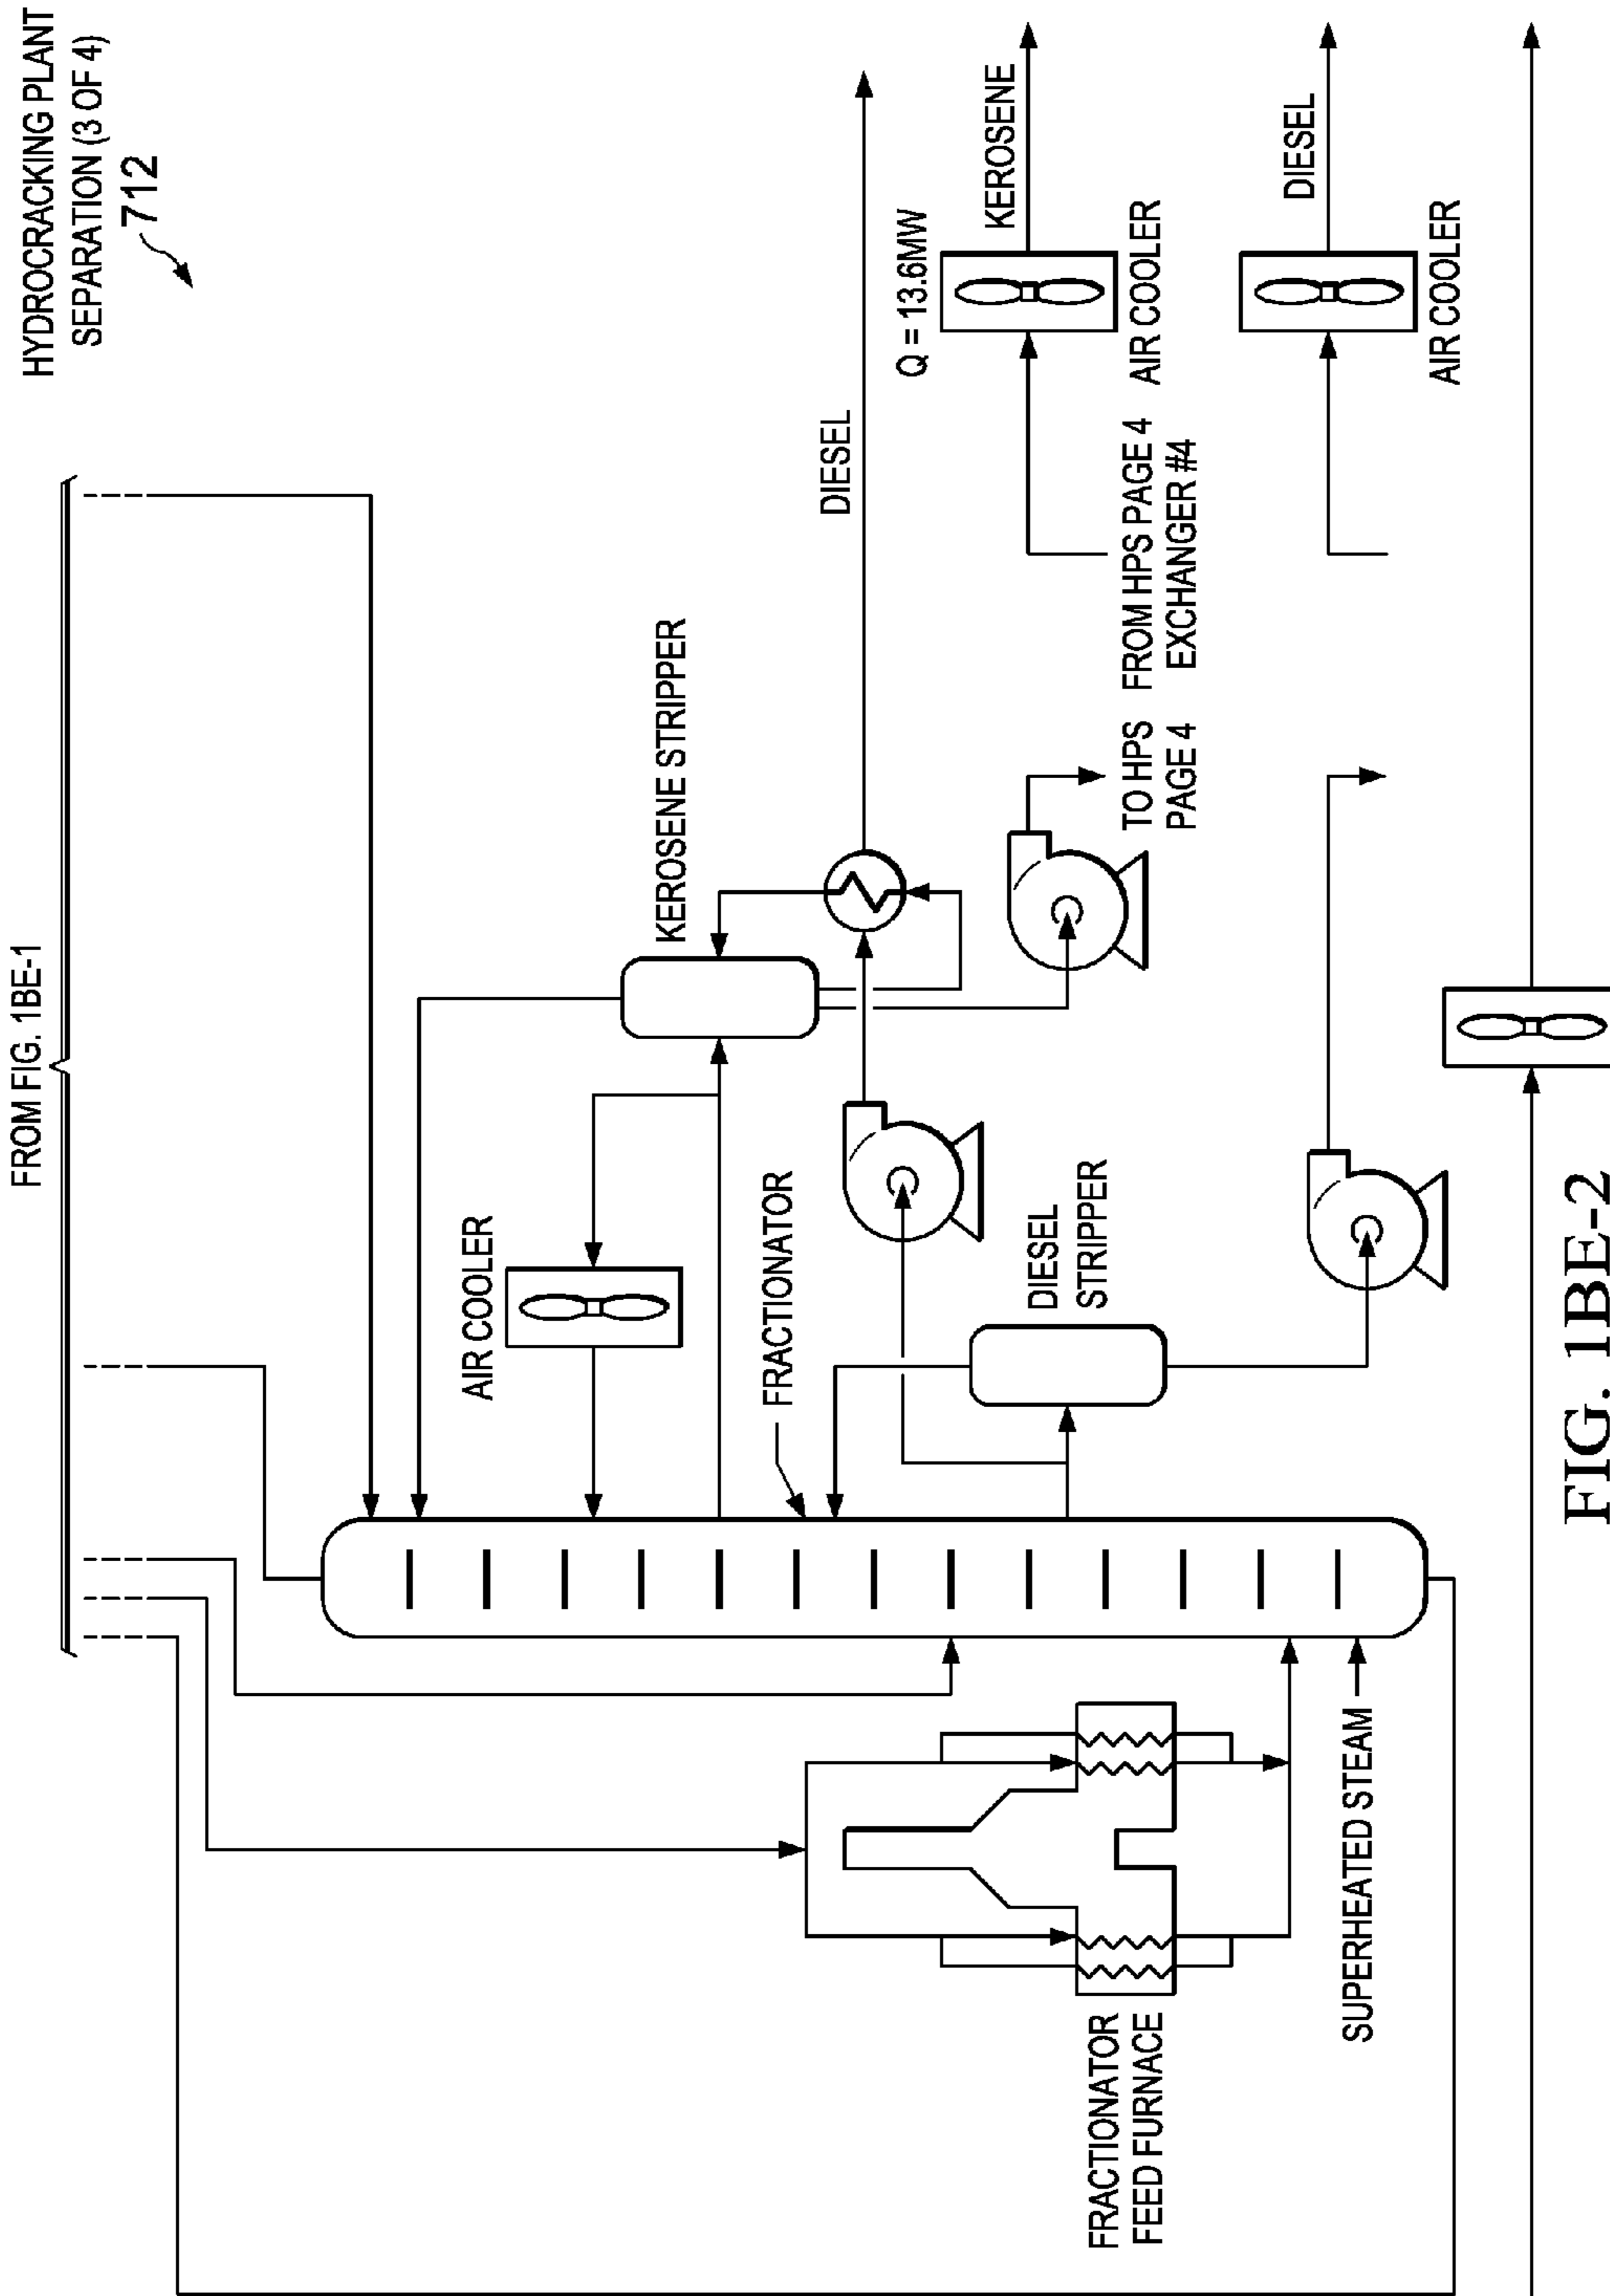 HYDROCRACKING PLANT
SEPARATION (3 OF 4)
712
FROM FIG. 1BE-1
KEROSENE STRIPPER
DIESEL
AIR COOLER
FRACTIONATOR
Q = 13.6MW
KEROSENE
AIR COOLER
DIESEL
STRIPPER
TO HPS
PAGE 4
FROM HPS PAGE 4
EXCHANGER #4
DIESEL
AIR COOLER
FRACTIONATOR
FEED FURNACE
SUPERHEATED STEAM
FIG. 1BE-2